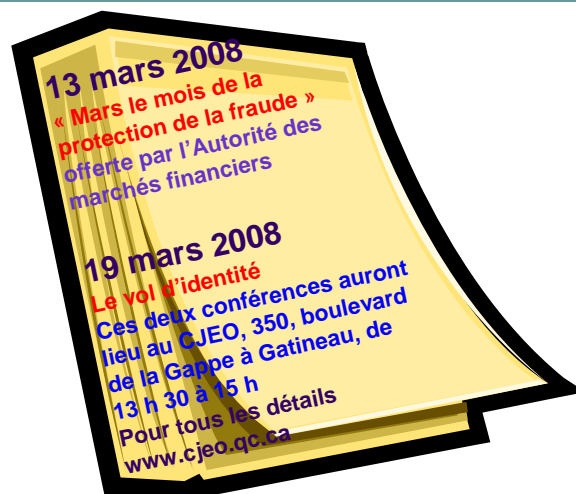 13 mars 2008
« Mars le mois de la
protection de la fraude »
offerte par l'Autorité des
marchés financiers
19 mars 2008
Le vol d'identité
Ces deux conférences auront
lieu au CJEO, 350, boulevard
de la Gappe à Gatineau, de
13 h 30 à 15 h
Pour tous les détails
www.cjeo.qc.ca